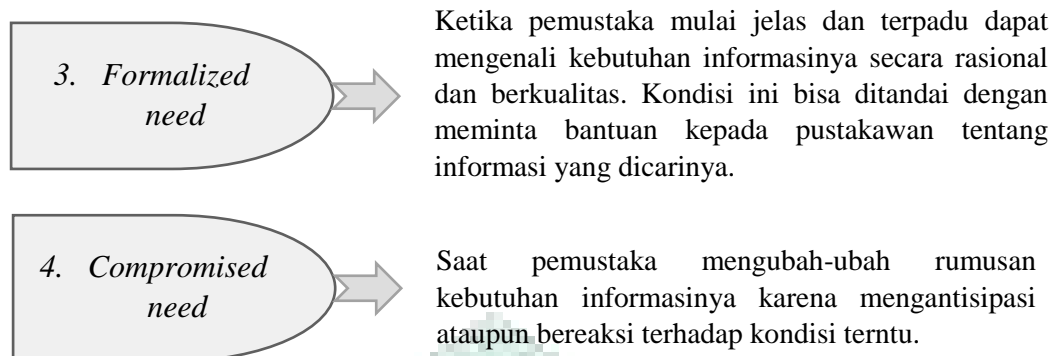 3. Formalized
need
Ketika pemustaka mulai jelas dan terpadu dapat
mengenali kebutuhan informasinya secara rasional
dan berkualitas. Kondisi ini bisa ditandai dengan
meminta bantuan kepada pustakawan tentang
informasi yang dicarinya.
4. Compromised
need
Saat pemustaka mengubah-ubah rumusan
kebutuhan informasinya karena mengantisipasi
ataupun bereaksi terhadap kondisi terntu.